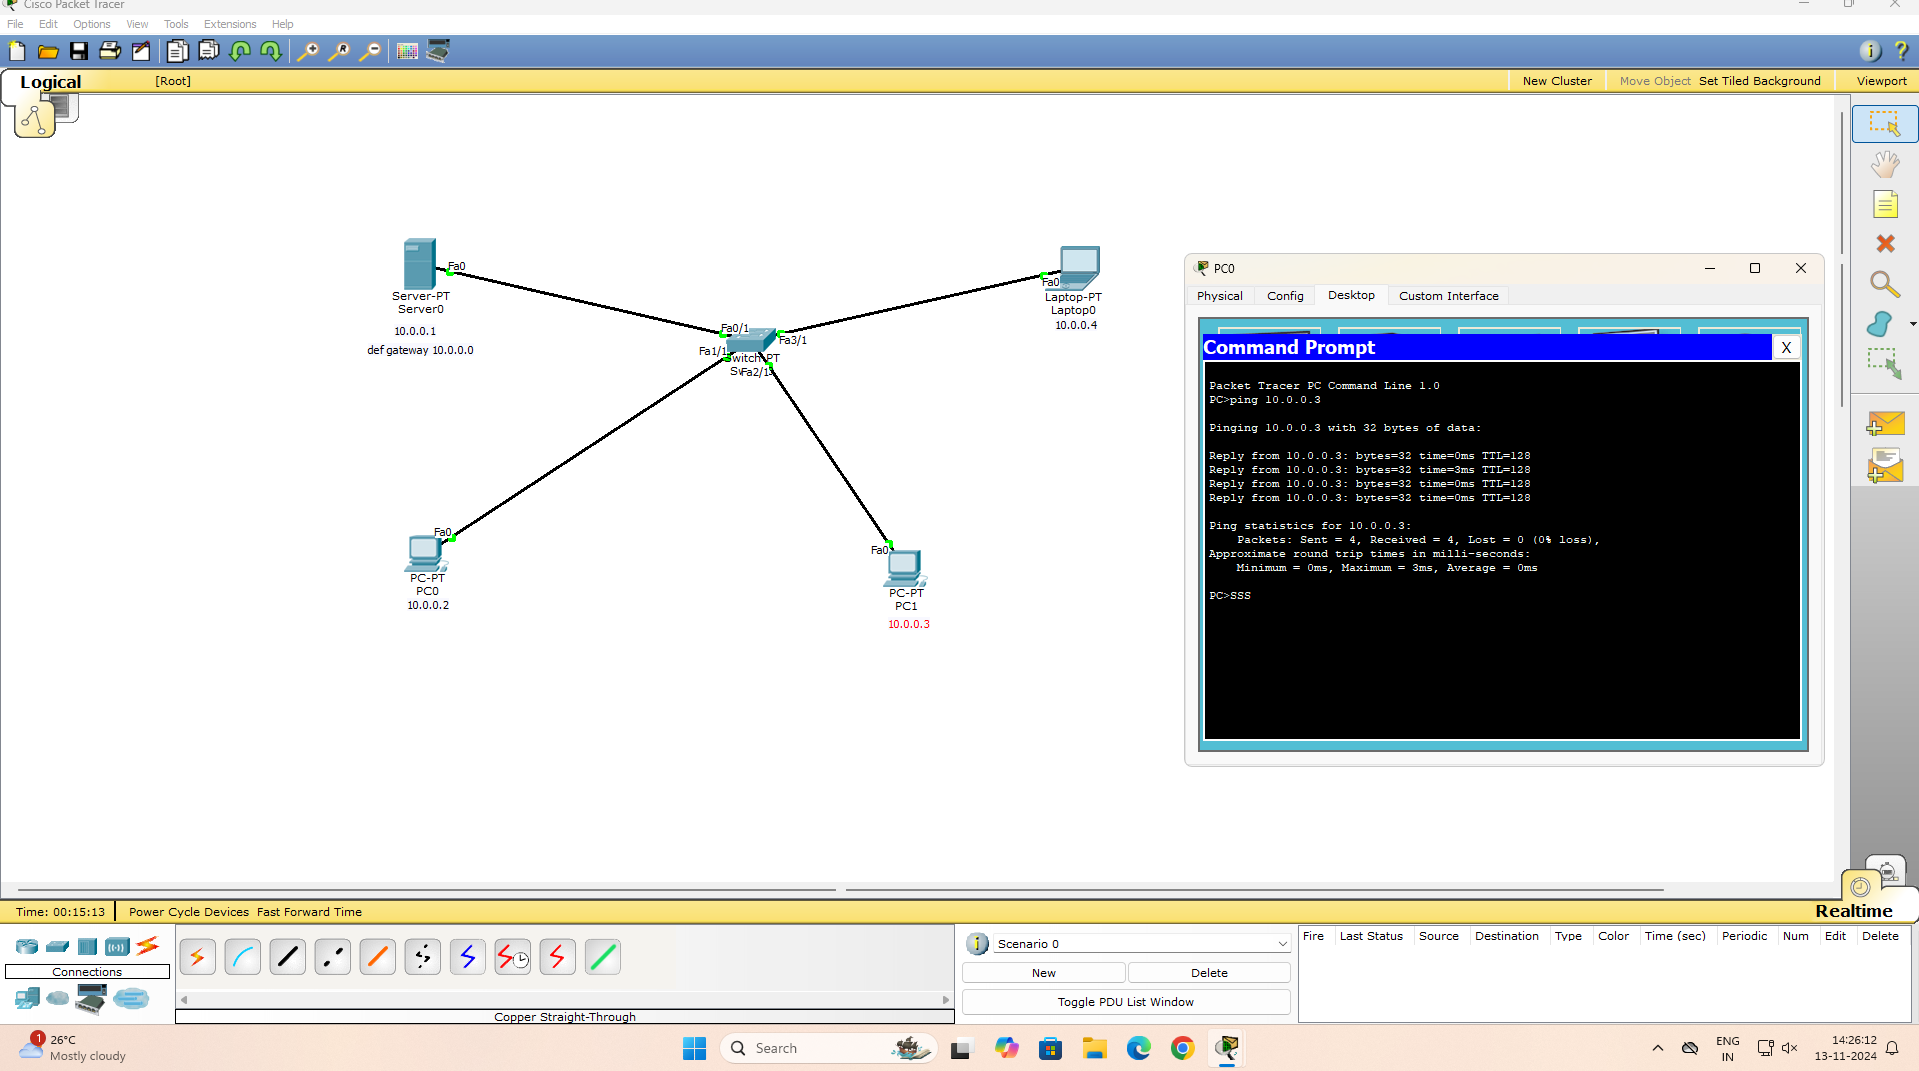 Cisco Packet Tracer
File Edit Options View Tools Extensions Help
Logical [Root] New Cluster Move Object Set Tiled Background Viewport
Fa0
Server-PT
Server0
10.0.0.1
def gateway 10.0.0.0
Fa0
Laptop-PT
Laptop0
10.0.0.4
Fa0/1
Fa3/1
Fa1/1
Switch-PT
Fa2/1
Fa0
PC-PT
PC0
10.0.0.2
Fa0
PC-PT
PC1
10.0.0.3
PC0
Physical Config Desktop Custom Interface
Command Prompt X
Packet Tracer PC Command Line 1.0
PC>ping 10.0.0.3
Pinging 10.0.0.3 with 32 bytes of data:
Reply from 10.0.0.3: bytes=32 time=0ms TTL=128
Reply from 10.0.0.3: bytes=32 time=3ms TTL=128
Reply from 10.0.0.3: bytes=32 time=0ms TTL=128
Reply from 10.0.0.3: bytes=32 time=0ms TTL=128
Ping statistics for 10.0.0.3:
Packets: Sent = 4, Received = 4, Lost = 0 (0% loss),
Approximate round trip times in milli-seconds:
Minimum = 0ms, Maximum = 3ms, Average = 0ms
PC>SSS
Time: 00:15:13 Power Cycle Devices Fast Forward Time
Realtime
Connections
Copper Straight-Through
Scenario 0
New Delete
Toggle PDU List Window
Fire Last Status Source Destination Type Color Time (sec) Periodic Num Edit Delete
1
26°C
Mostly cloudy
Search
ENG
IN
14:26:12
13-11-2024